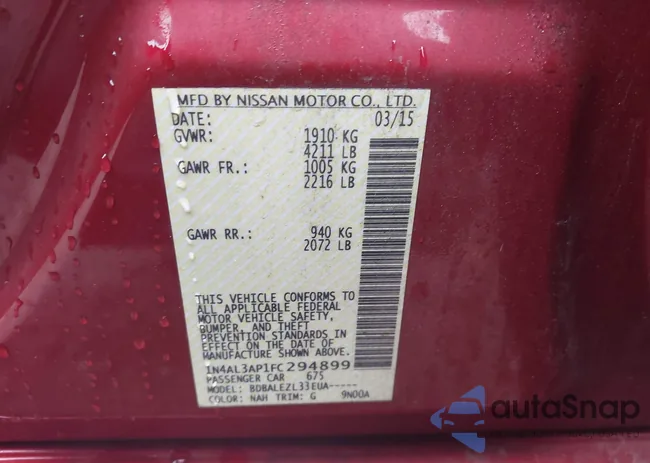 MFD BY NISSAN MOTOR CO., LTD.
DATE: 03/15
GVWR: 1910 KG
4211 LB
GAWR FR.: 1005 KG
2216 LB
GAWR RR.: 940 KG
2072 LB
THIS VEHICLE CONFORMS TO
ALL APPLICABLE FEDERAL
MOTOR VEHICLE SAFETY,
BUMPER, AND THEFT
PREVENTION STANDARDS IN
EFFECT ON THE DATE OF
MANUFACTURE SHOWN ABOVE.
1N4AL3AP1FC294899
PASSENGER CAR 675
MODEL: BDBALEZL33EUA-----
COLOR: NAH TRIM: G 9N00A
autoSnap